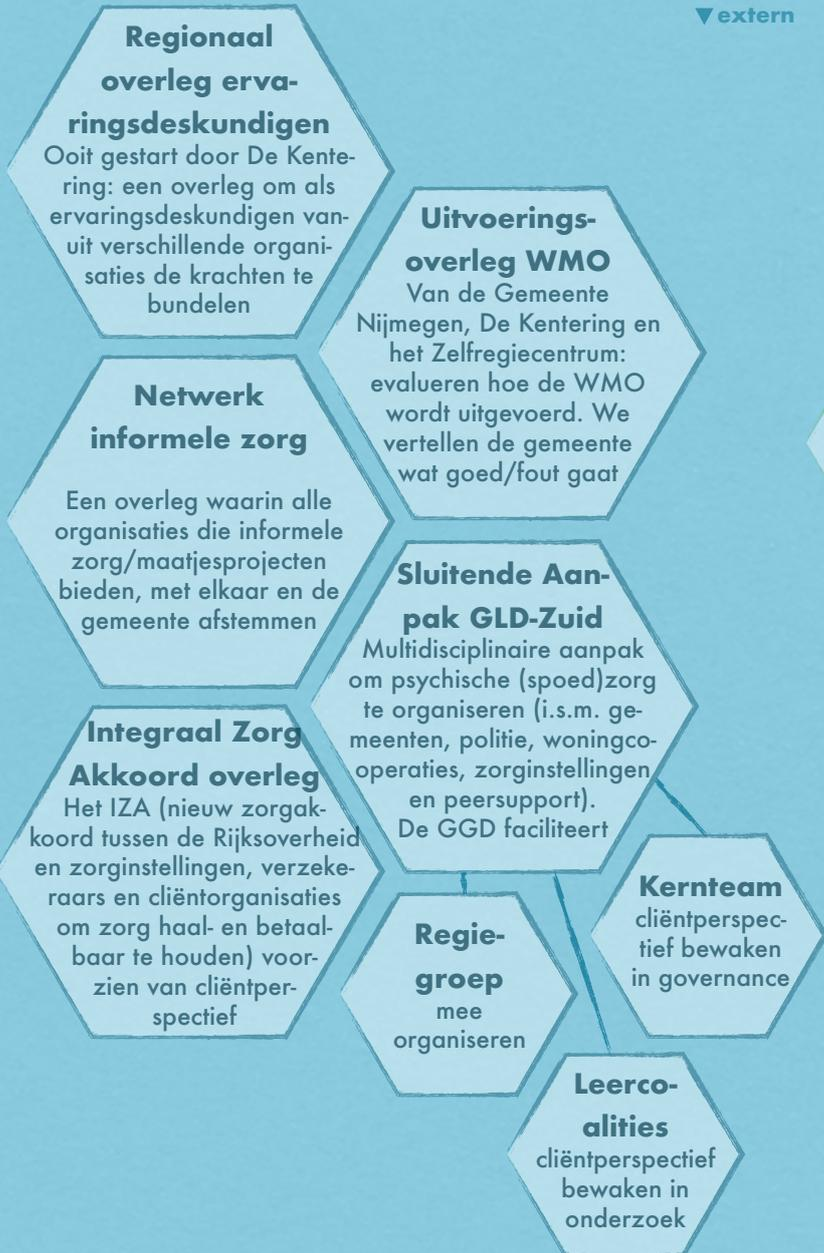 ▼extern
Regionaal
overleg erva-
ringsdeskundigen
Ooit gestart door De Kente-
ring: een overleg om als
ervaringsdeskundigen van-
uit verschillende organi-
saties de krachten te
bundelen
Uitvoerings-
overleg WMO
Van de Gemeente
Nijmegen, De Kentering en
het Zelfregiecentrum:
evalueren hoe de WMO
wordt uitgevoerd. We
vertellen de gemeente
wat goed/fout gaat
Netwerk
informele zorg
Een overleg waarin alle
organisaties die informele
zorg/maatjesprojecten
bieden, met elkaar en de
gemeente afstemmen
Sluitende Aan-
pak GLD-Zuid
Multidisciplinaire aanpak
om psychische (spoed)zorg
te organiseren (i.s.m. ge-
meenten, politie, woningco-
operaties, zorginstellingen
en peersupport).
De GGD faciliteert
Integraal Zorg
Akkoord overleg
Het IZA (nieuw zorgak-
koord tussen de Rijksoverheid
en zorginstellingen, verzeke-
raars en cliëntorganisaties
om zorg haal- en betaal-
baar te houden) voor-
zien van cliëntper-
spectief
Kernteam
cliëntperspec-
tief bewaken
in governance
Regie-
groep
mee
organiseren
Leerco-
alities
cliëntperspectief
bewaken in
onderzoek